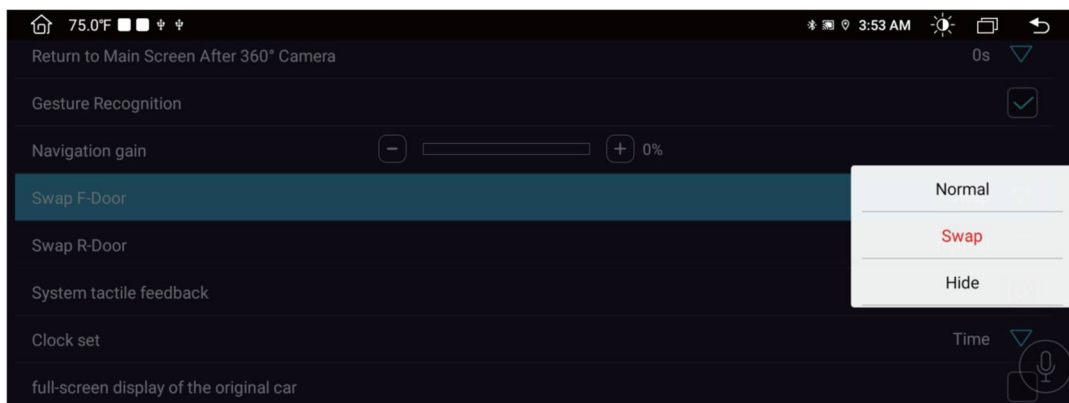 75.0°F 3:53 AM
Return to Main Screen After 360° Camera 0s
Gesture Recognition
Navigation gain - + 0%
Swap F-Door
Normal
Swap R-Door
Swap
System tactile feedback
Hide
Clock set Time
full-screen display of the original car